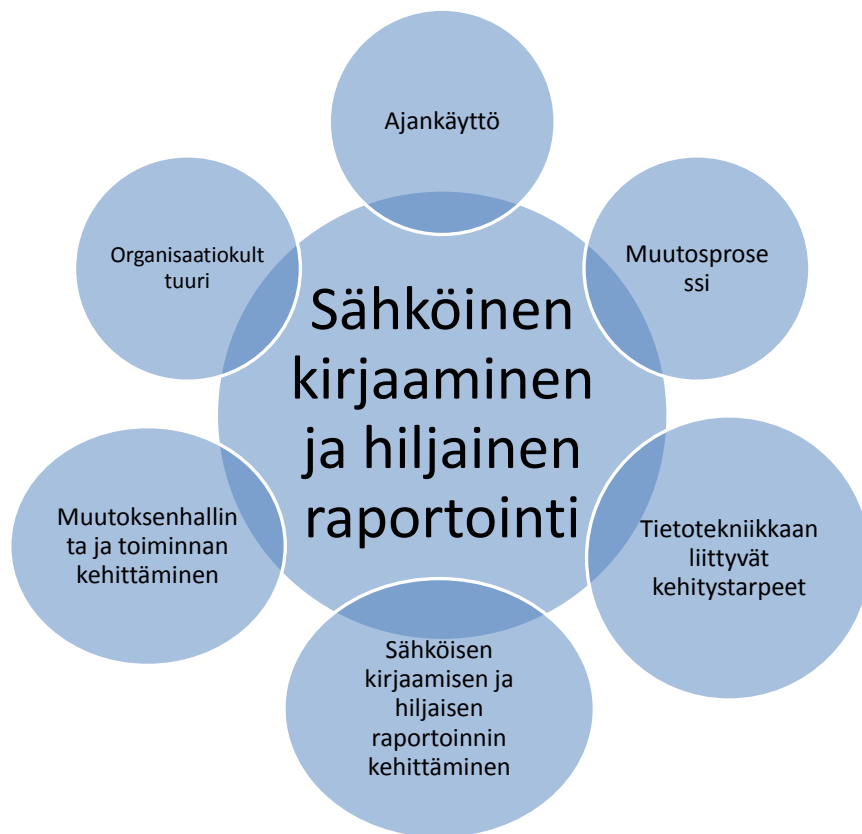 Ajankäyttö
Organisaatiokult
tuuri
Muutosprose
ssi
Sähköinen
kirjaaminen
ja hiljainen
raportointi
Muutoksenhallin
ta ja toiminnan
kehittäminen
Tietotekniikkaan
liittyvät
kehitystarpeet
Sähköisen
kirjaamisen ja
hiljaisen
raportoinnin
kehittäminen